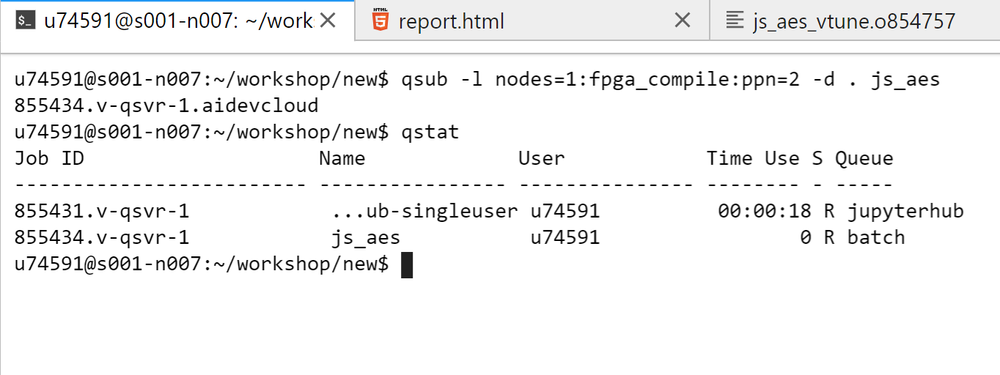 u74591@s001-n007: ~/work: report.html js_aes_vtune.o854757
u74591@s001-n007:~/workshop/new$ qsub -l nodes=1:fpga_compile:ppn=2 -d . js_aes
855434.v-qsvr-1.aidevcloud
u74591@s001-n007:~/workshop/new$ qstat
Job ID                    Name             User            Time Use S Queue
------------------------- ---------------- --------------- -------- - -----
855431.v-qsvr-1            ...ub-singleuser u74591          00:00:18 R jupyterhub
855434.v-qsvr-1            js_aes           u74591                 0 R batch
u74591@s001-n007:~/workshop/new$